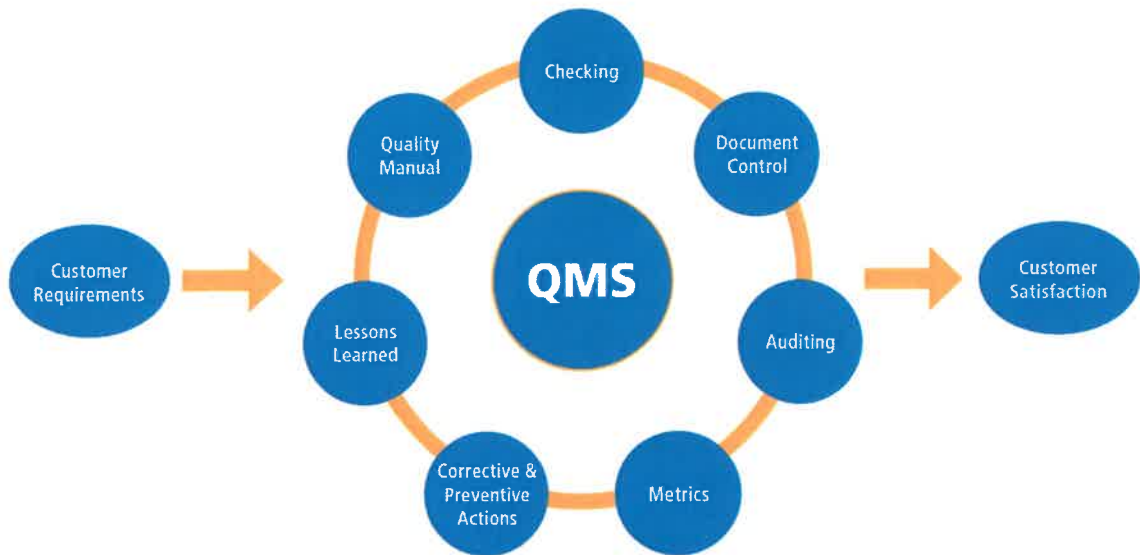 Checking
Quality
Manual
Document
Control
QMS
Customer
Requirements
Customer
Satisfaction
Lessons
Learned
Auditing
Corrective &
Preventive
Actions
Metrics